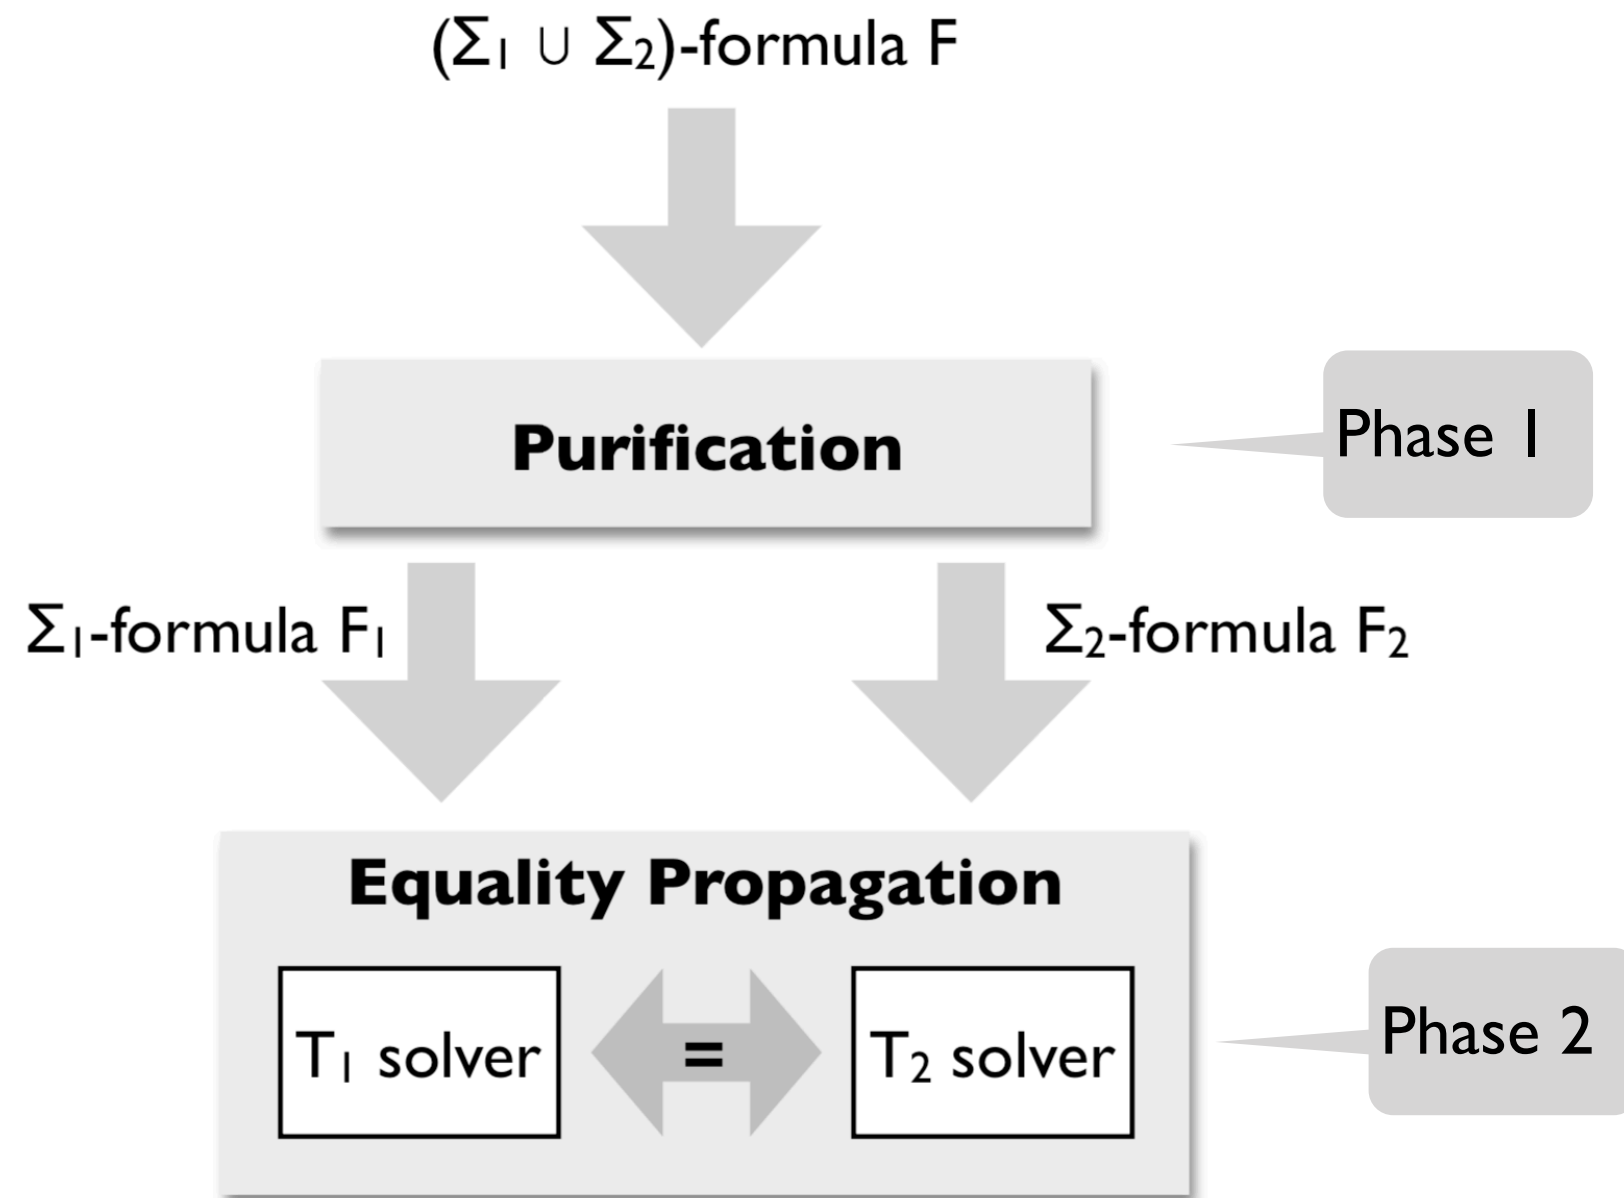 (Σ₁ ∪ Σ₂)-formula F
Purification
Phase 1
Σ₁-formula F₁
Σ₂-formula F₂
Equality Propagation
T₁ solver
=
T₂ solver
Phase 2